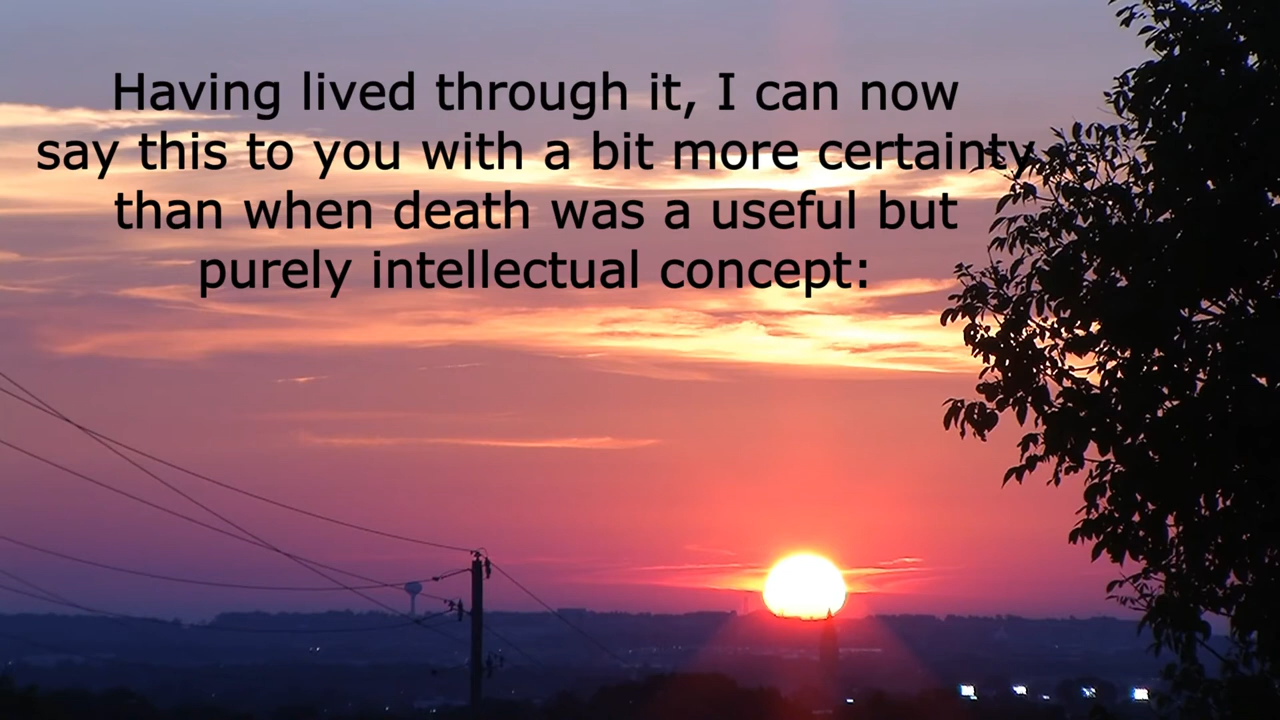 Having lived through it, I can now
say this to you with a bit more certainty
than when death was a useful but
purely intellectual concept: